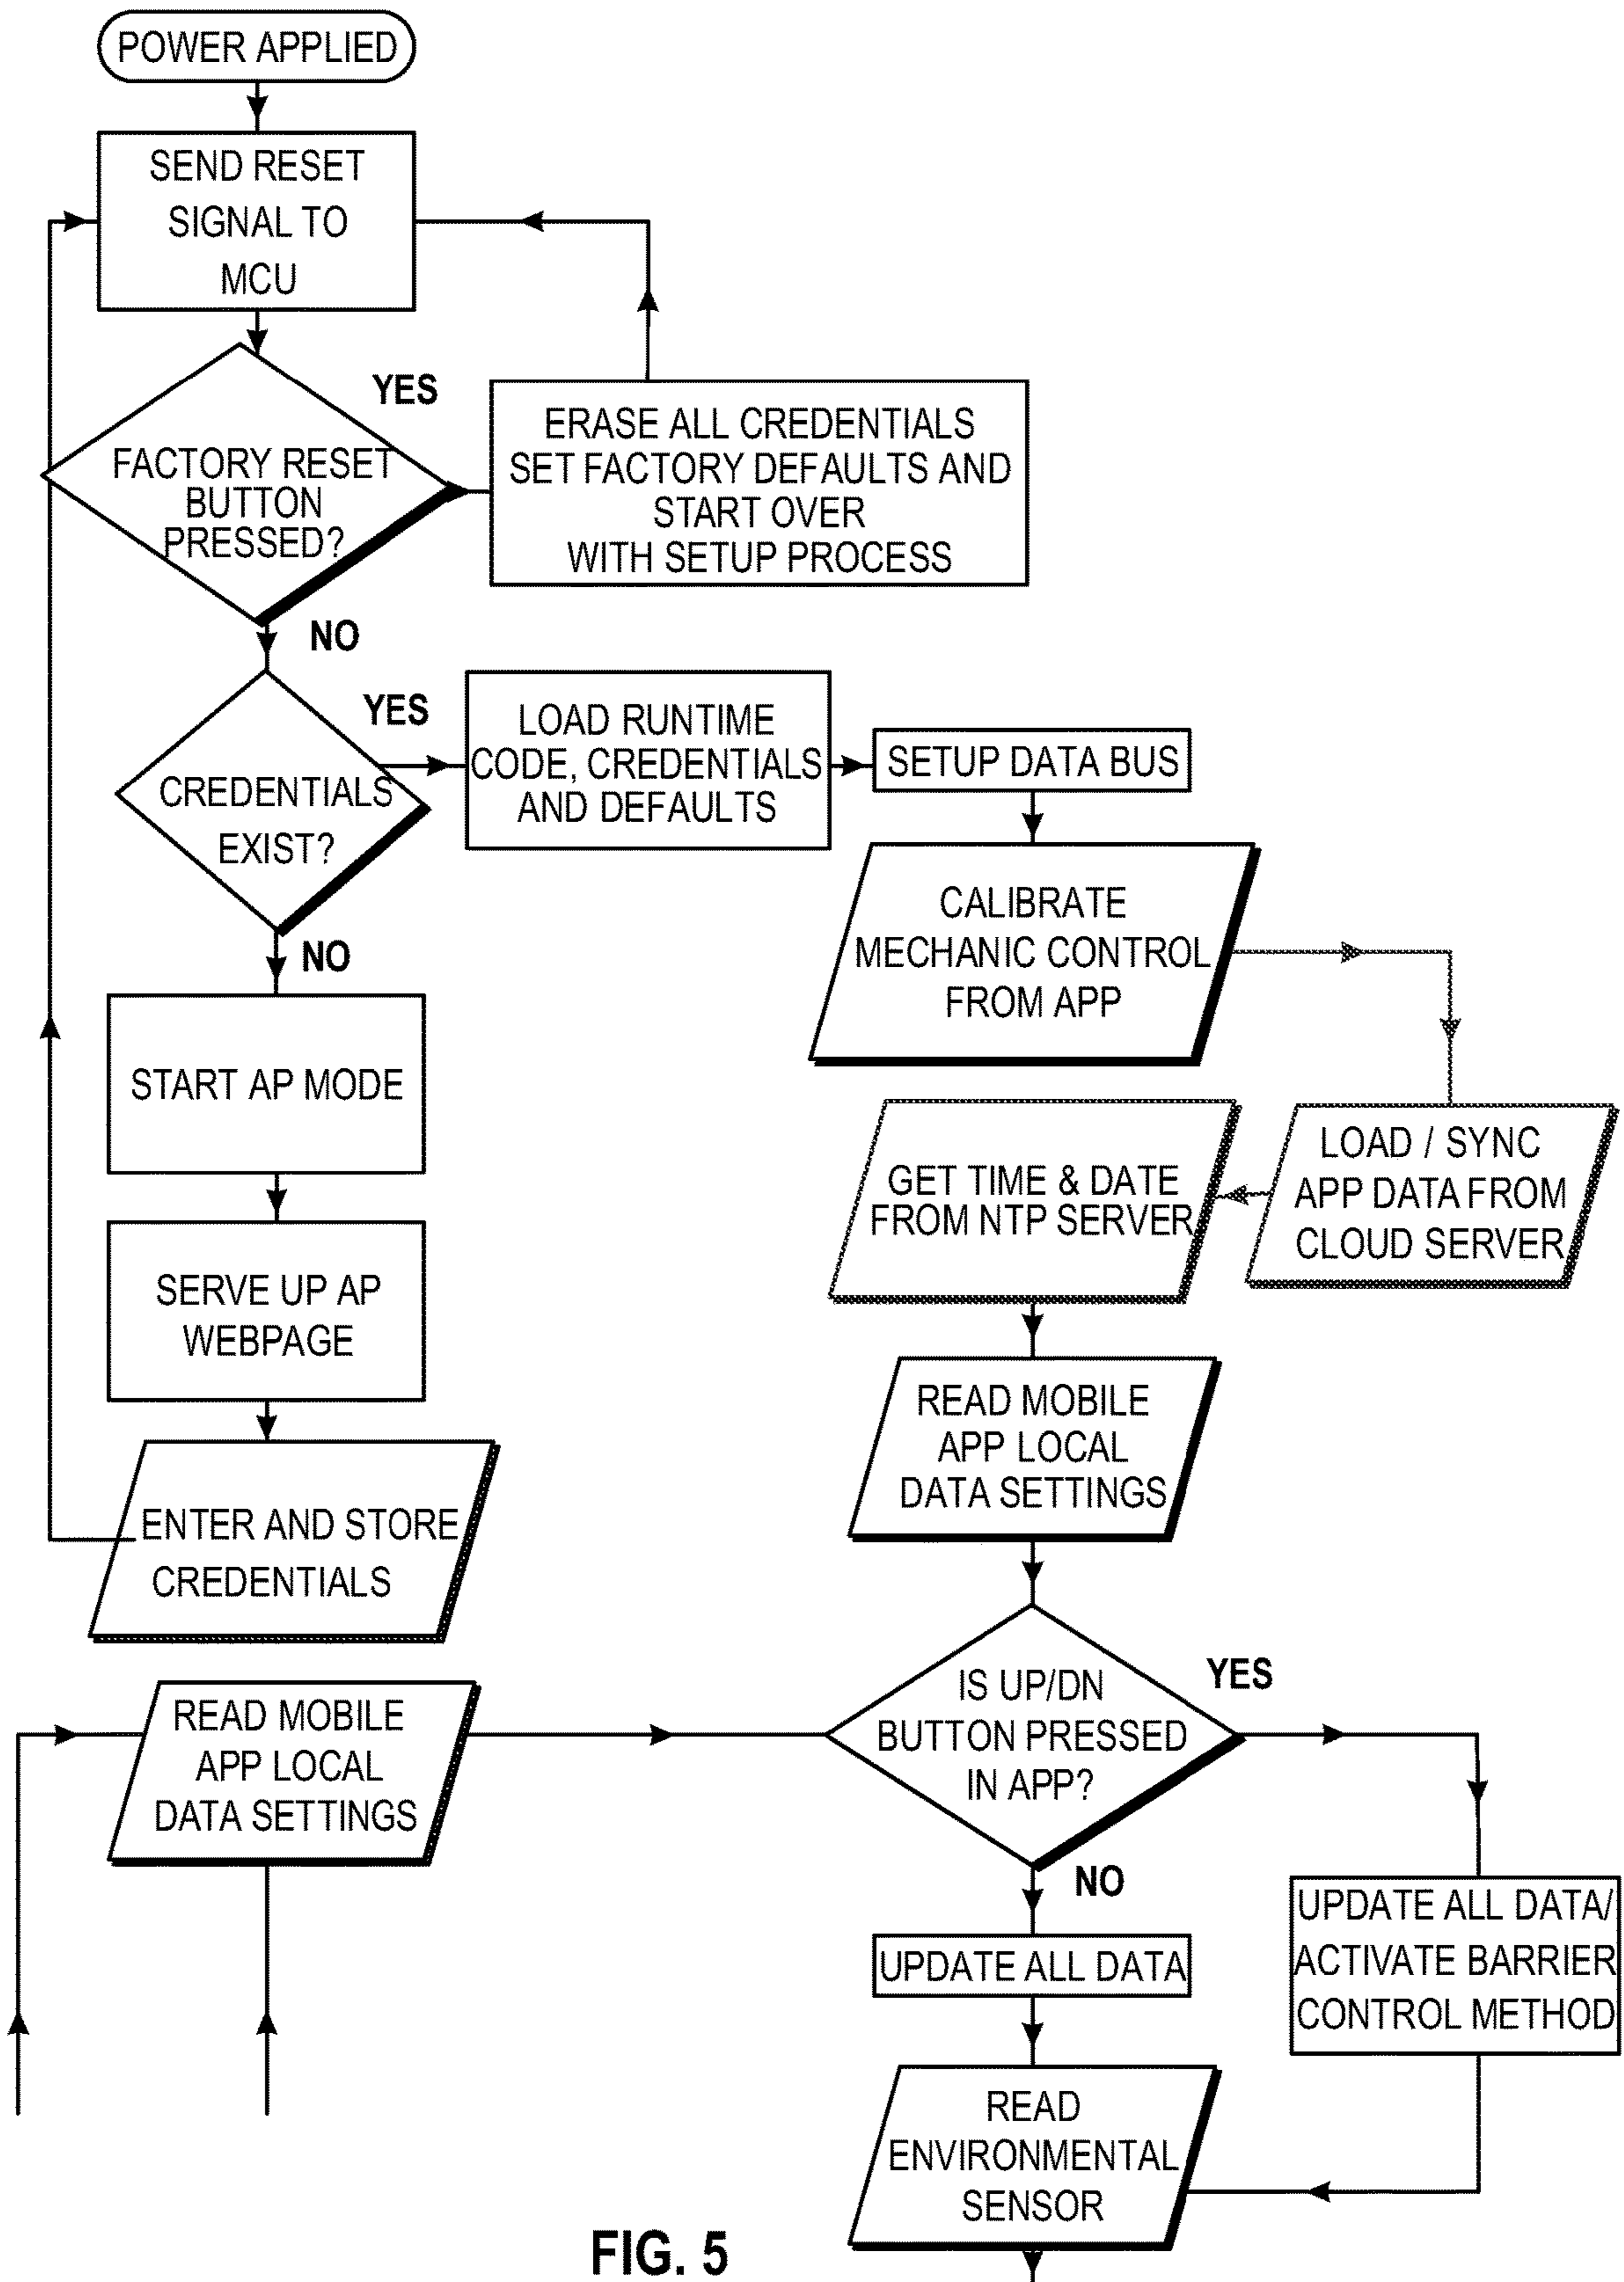 POWER APPLIED
SEND RESET
SIGNAL TO
MCU
YES
FACTORY RESET
BUTTON
PRESSED?
ERASE ALL CREDENTIALS
SET FACTORY DEFAULTS AND
START OVER
WITH SETUP PROCESS
NO
YES
CREDENTIALS
EXIST?
LOAD RUNTIME
CODE, CREDENTIALS
AND DEFAULTS
SETUP DATA BUS
CALIBRATE
MECHANIC CONTROL
FROM APP
NO
START AP MODE
LOAD / SYNC
APP DATA FROM
CLOUD SERVER
GET TIME & DATE
FROM NTP SERVER
SERVE UP AP
WEBPAGE
READ MOBILE
APP LOCAL
DATA SETTINGS
ENTER AND STORE
CREDENTIALS
READ MOBILE
APP LOCAL
DATA SETTINGS
IS UP/DN
BUTTON PRESSED
IN APP?
YES
NO
UPDATE ALL DATA
UPDATE ALL DATA/
ACTIVATE BARRIER
CONTROL METHOD
READ
ENVIRONMENTAL
SENSOR
FIG. 5